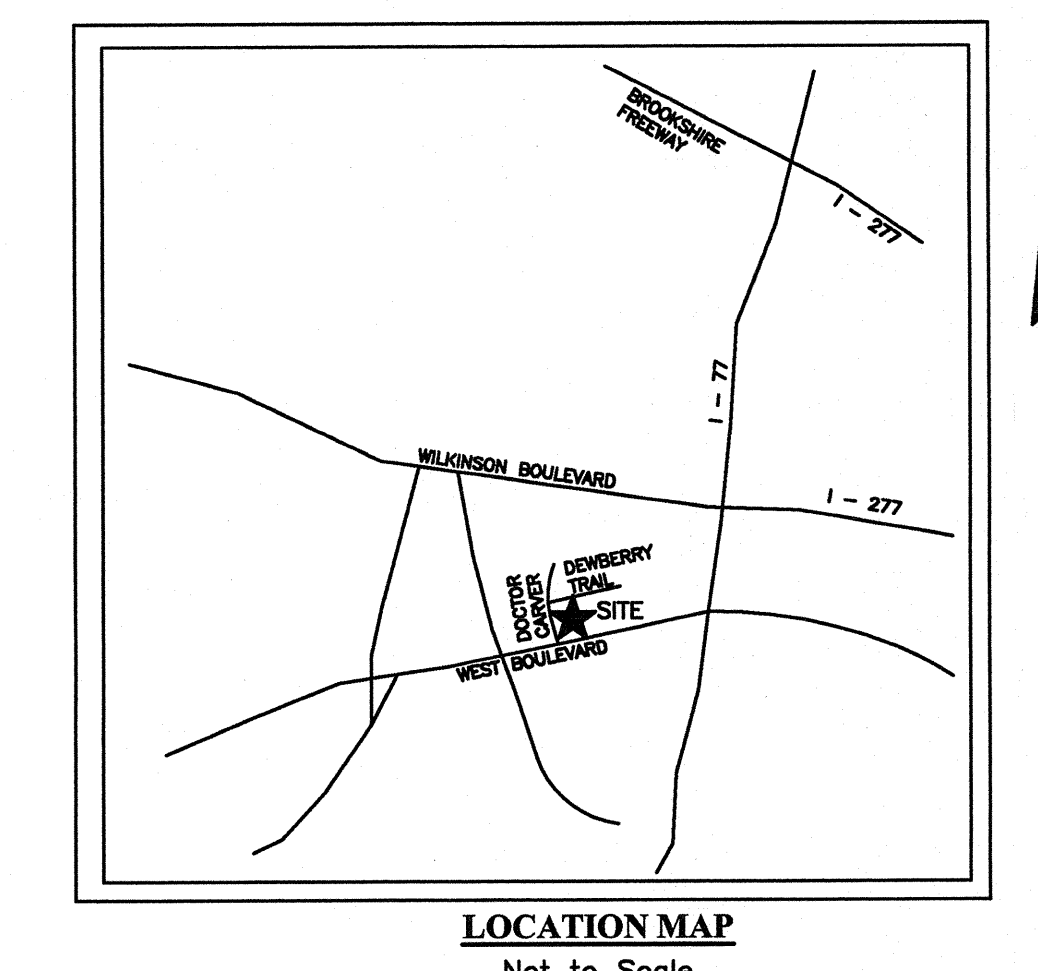 BROOKSHIRE
FREEWAY
I - 277
I - 77
WILKINSON BOULEVARD
I - 277
DEWBERRY
TRAIL
DOCTOR
CARVER
SITE
WEST BOULEVARD
LOCATION MAP
Not to Scale